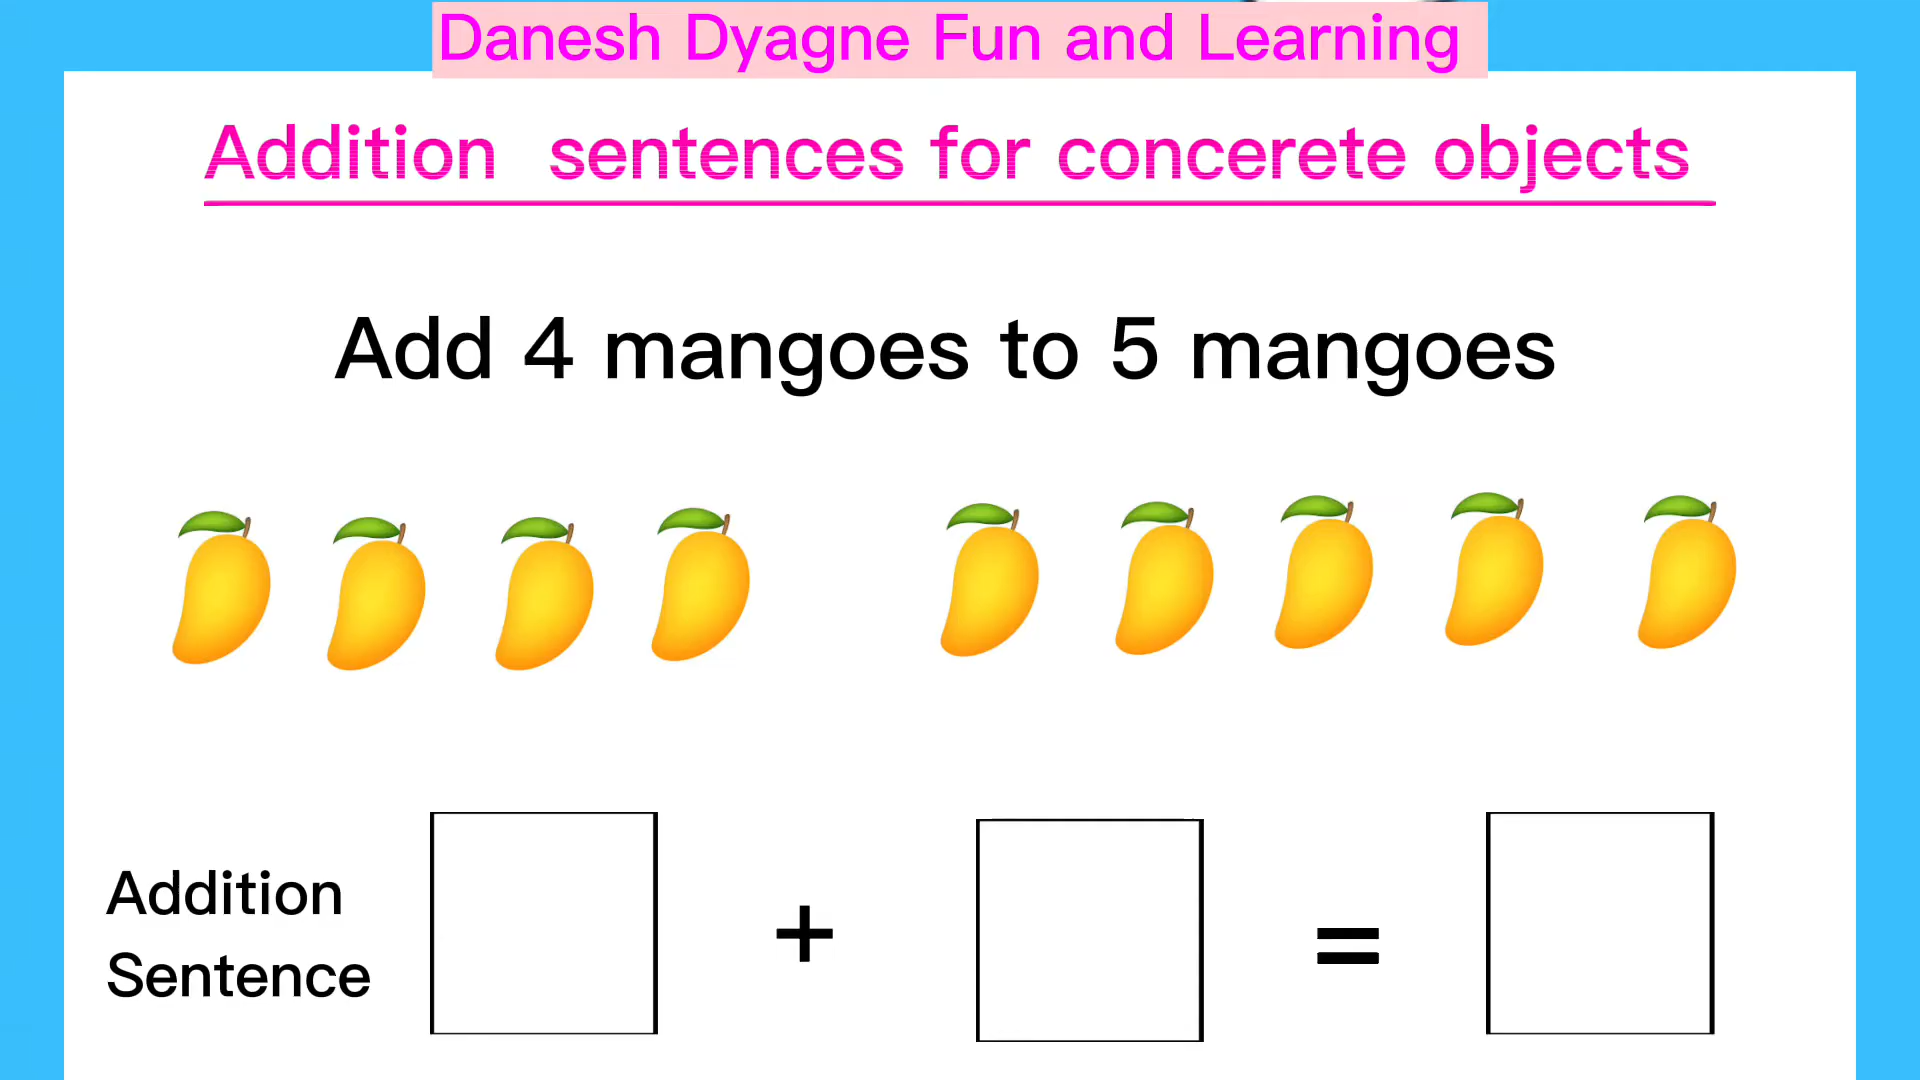 Danesh Dyagne Fun and Learning
Addition sentences for concerete objects
Add 4 mangoes to 5 mangoes
Addition
Sentence
+ =